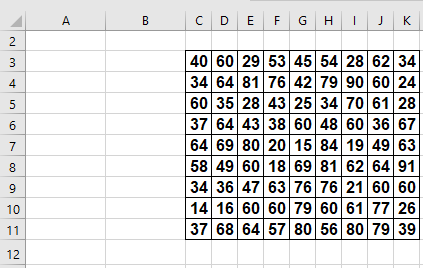 A B C D E F G H I J K
2
3 40 60 29 53 45 54 28 62 34
4 34 64 81 76 42 79 90 60 24
5 60 35 28 43 25 34 70 61 28
6 37 64 43 38 60 48 60 36 67
7 64 69 80 20 15 84 19 49 63
8 58 49 60 18 69 81 62 64 91
9 34 36 47 63 76 76 21 60 60
10 14 16 60 60 79 60 61 77 26
11 37 68 64 57 80 56 80 79 39
12